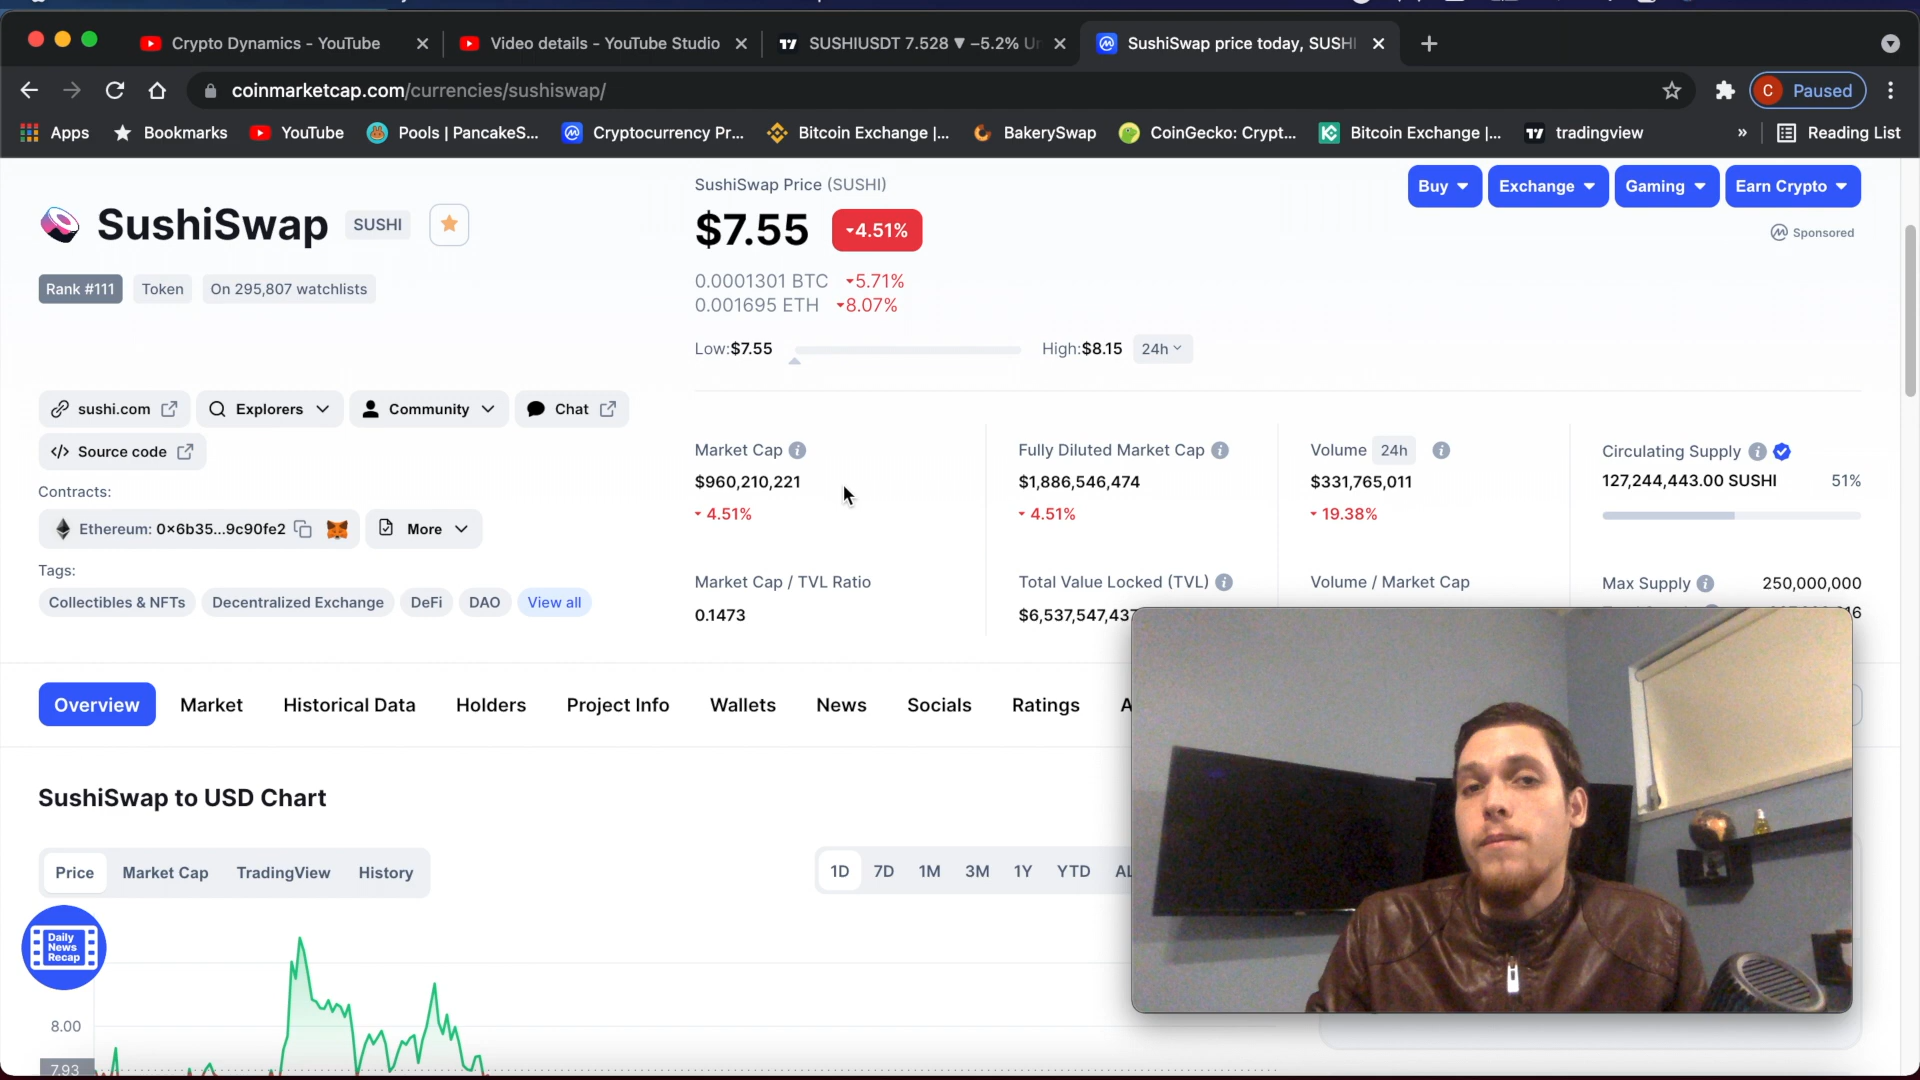 Crypto Dynamics - YouTube
Video details - YouTube Studio
SUSHIUSDT 7.528 ▼ −5.2% Un
SushiSwap price today, SUSHI
coinmarketcap.com/currencies/sushiswap/
C Paused
Apps
Bookmarks
YouTube
Pools | PancakeS...
Cryptocurrency Pr...
Bitcoin Exchange |...
BakerySwap
CoinGecko: Crypt...
Bitcoin Exchange |...
tradingview
»
Reading List
SushiSwap Price (SUSHI)
Buy
Exchange
Gaming
Earn Crypto
SushiSwap SUSHI
$7.55 4.51%
Sponsored
Rank #111
Token
On 295,807 watchlists
0.0001301 BTC 5.71%
0.001695 ETH 8.07%
Low:$7.55
High:$8.15 24h
sushi.com
Explorers
Community
Chat
Source code
Contracts:
Ethereum: 0×6b35...9c90fe2
More
Tags:
Collectibles & NFTs
Decentralized Exchange
DeFi
DAO
View all
Market Cap
$960,210,221
4.51%
Fully Diluted Market Cap
$1,886,546,474
4.51%
Volume 24h
$331,765,011
19.38%
Circulating Supply
127,244,443.00 SUSHI 51%
Market Cap / TVL Ratio
0.1473
Total Value Locked (TVL)
$6,537,547,437
Volume / Market Cap
Max Supply 250,000,000
Overview
Market
Historical Data
Holders
Project Info
Wallets
News
Socials
Ratings
SushiSwap to USD Chart
Price
Market Cap
TradingView
History
1D
7D
1M
3M
1Y
YTD
Daily
News
Recap
8.00
7.93